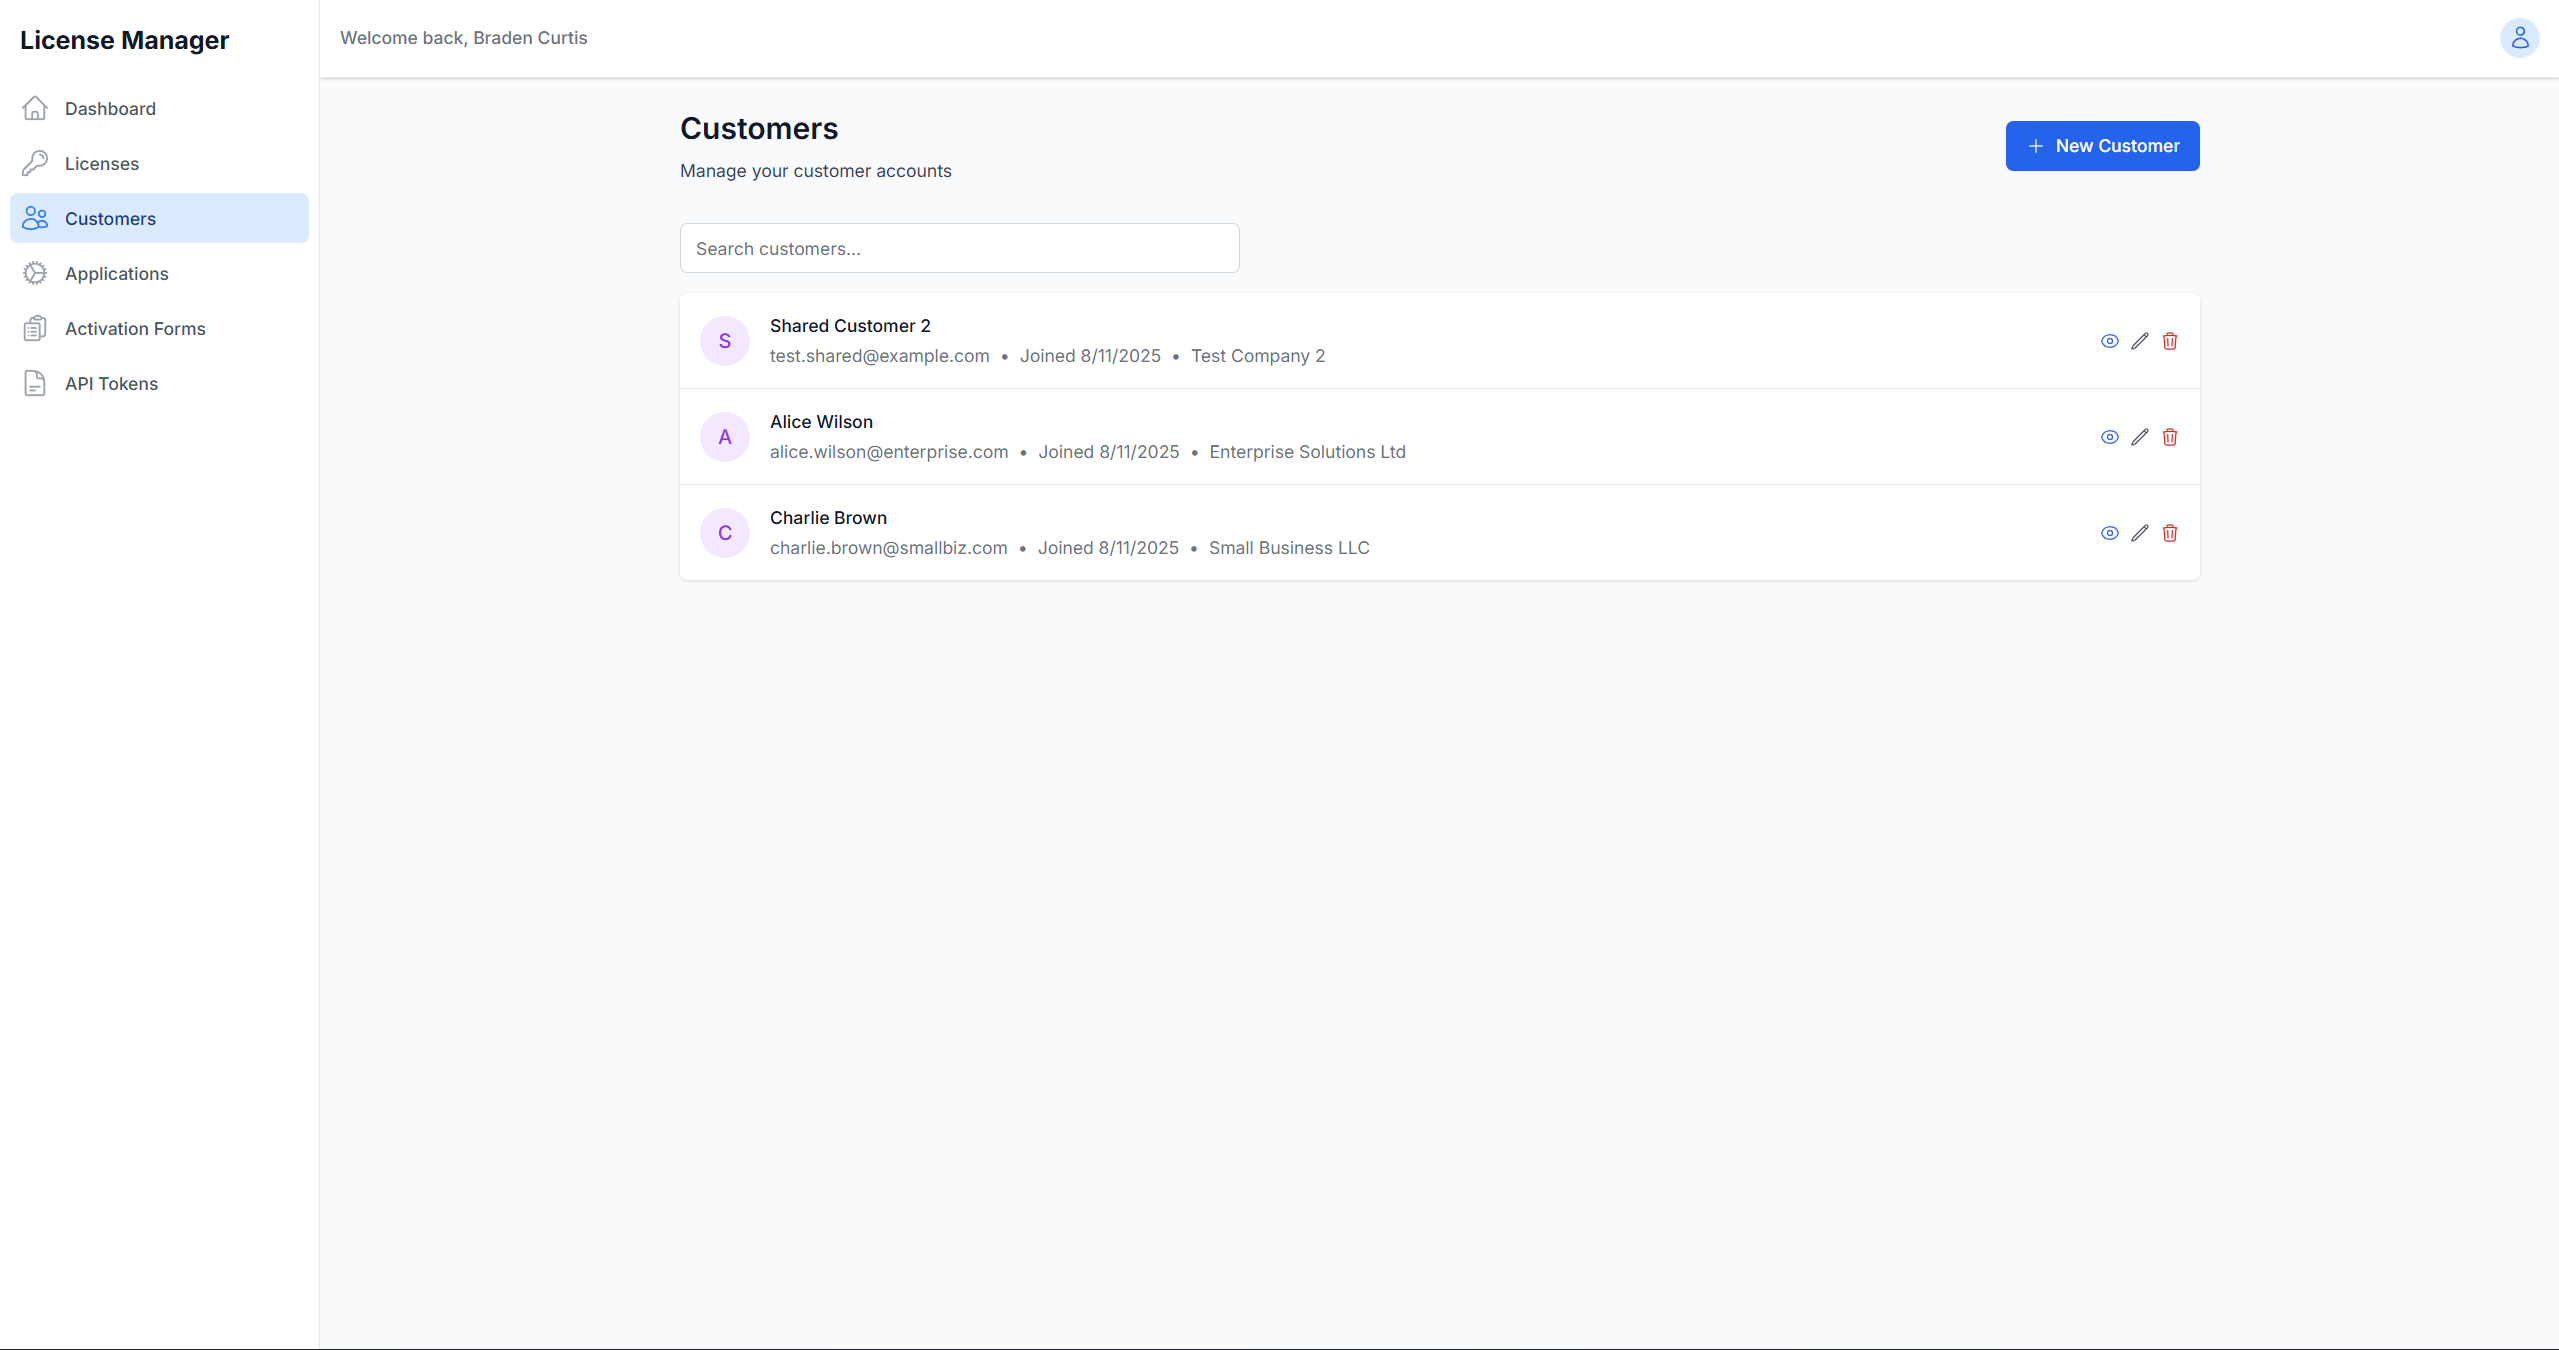 License Manager
Dashboard
Licenses
Customers
Applications
Activation Forms
API Tokens
Welcome back, Braden Curtis
Customers
Manage your customer accounts
New Customer
Search customers...
S
Shared Customer 2
test.shared@example.com • Joined 8/11/2025 • Test Company 2
A
Alice Wilson
alice.wilson@enterprise.com • Joined 8/11/2025 • Enterprise Solutions Ltd
C
Charlie Brown
charlie.brown@smallbiz.com • Joined 8/11/2025 • Small Business LLC